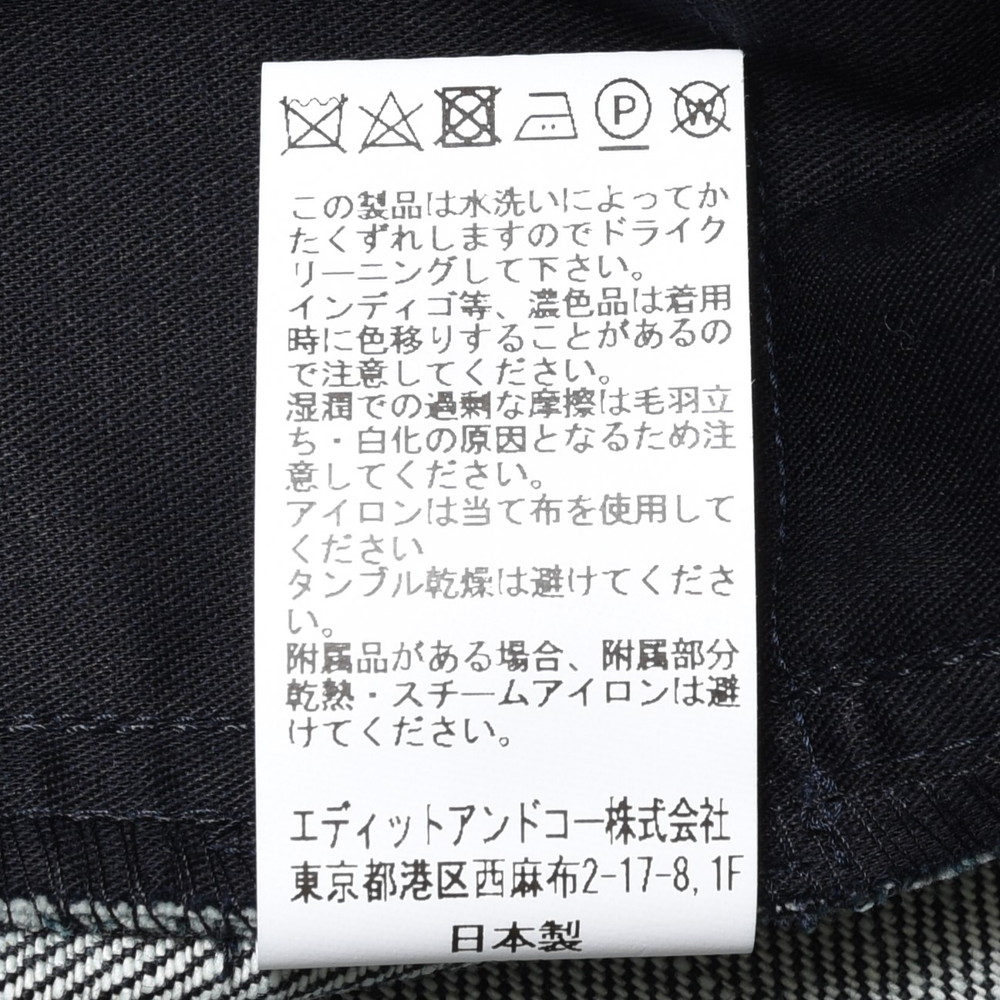 P W
この製品は水洗いによってか
たくずれしますのでドライク
リーニングして下さい。
インディゴ等、濃色品は着用
時に色移りすることがあるの
で注意してください。
湿潤での過剰な摩擦は毛羽立
ち・白化の原因となるため注
意してください。
アイロンは当て布を使用して
ください
タンブル乾燥は避けてくださ
い。
附属品がある場合、附属部分
乾熱・スチームアイロンは避
けてください。
エディットアンドコー株式会社
東京都港区西麻布2-17-8,1F
日本製